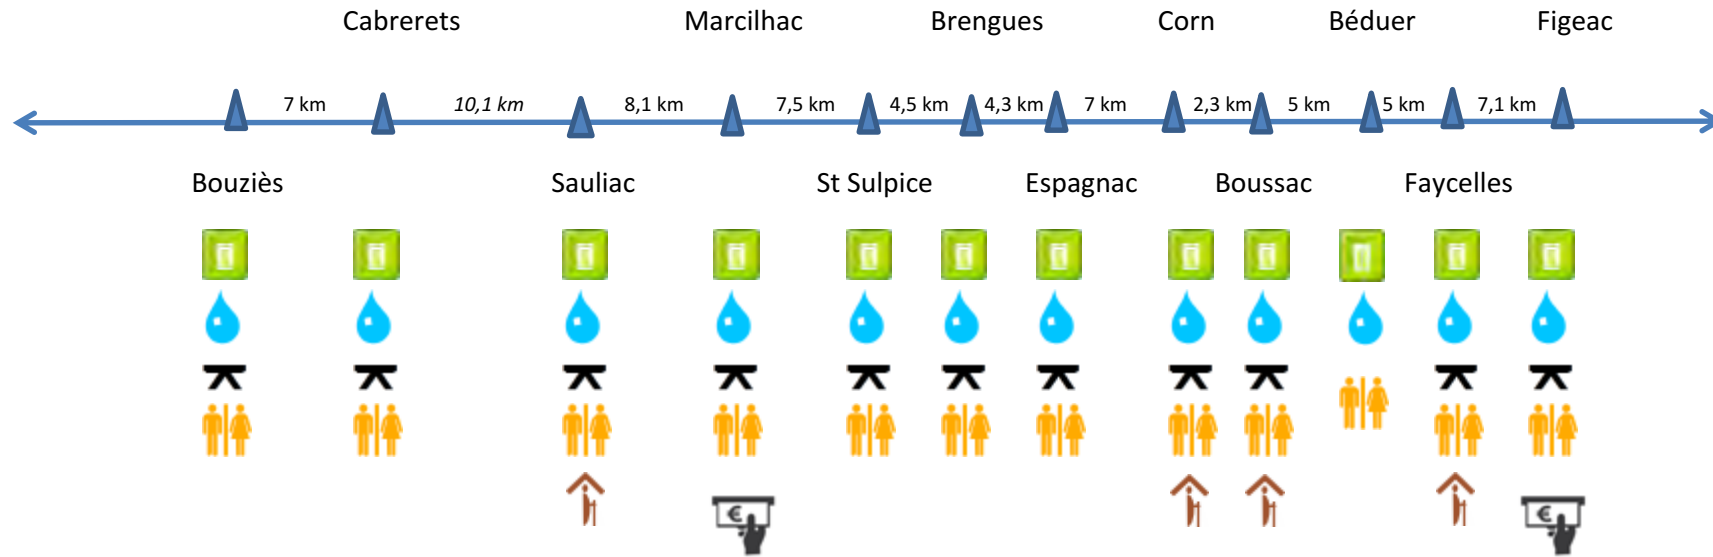 Cabrerets Marcilhac Brengues Corn Béduer Figeac
7 km 10,1 km 8,1 km 7,5 km 4,5 km 4,3 km 7 km 2,3 km 5 km 5 km 7,1 km
Bouziès Sauliac St Sulpice Espagnac Boussac Faycelles
€ €